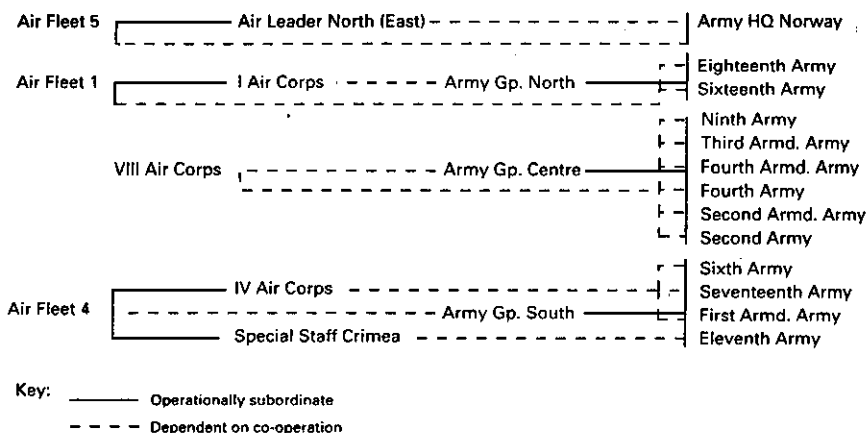 Air Fleet 5 Air Leader North (East) Army HQ Norway
Eighteenth Army
Air Fleet 1 I Air Corps Army Gp. North
Sixteenth Army
Ninth Army
Third Armd. Army
VIII Air Corps Army Gp. Centre Fourth Armd. Army
Fourth Army
Second Armd. Army
Second Army
Sixth Army
IV Air Corps Seventeenth Army
Air Fleet 4
Army Gp. South First Armd. Army
Special Staff Crimea Eleventh Army
Key:
Operationally subordinate
Dependent on co-operation